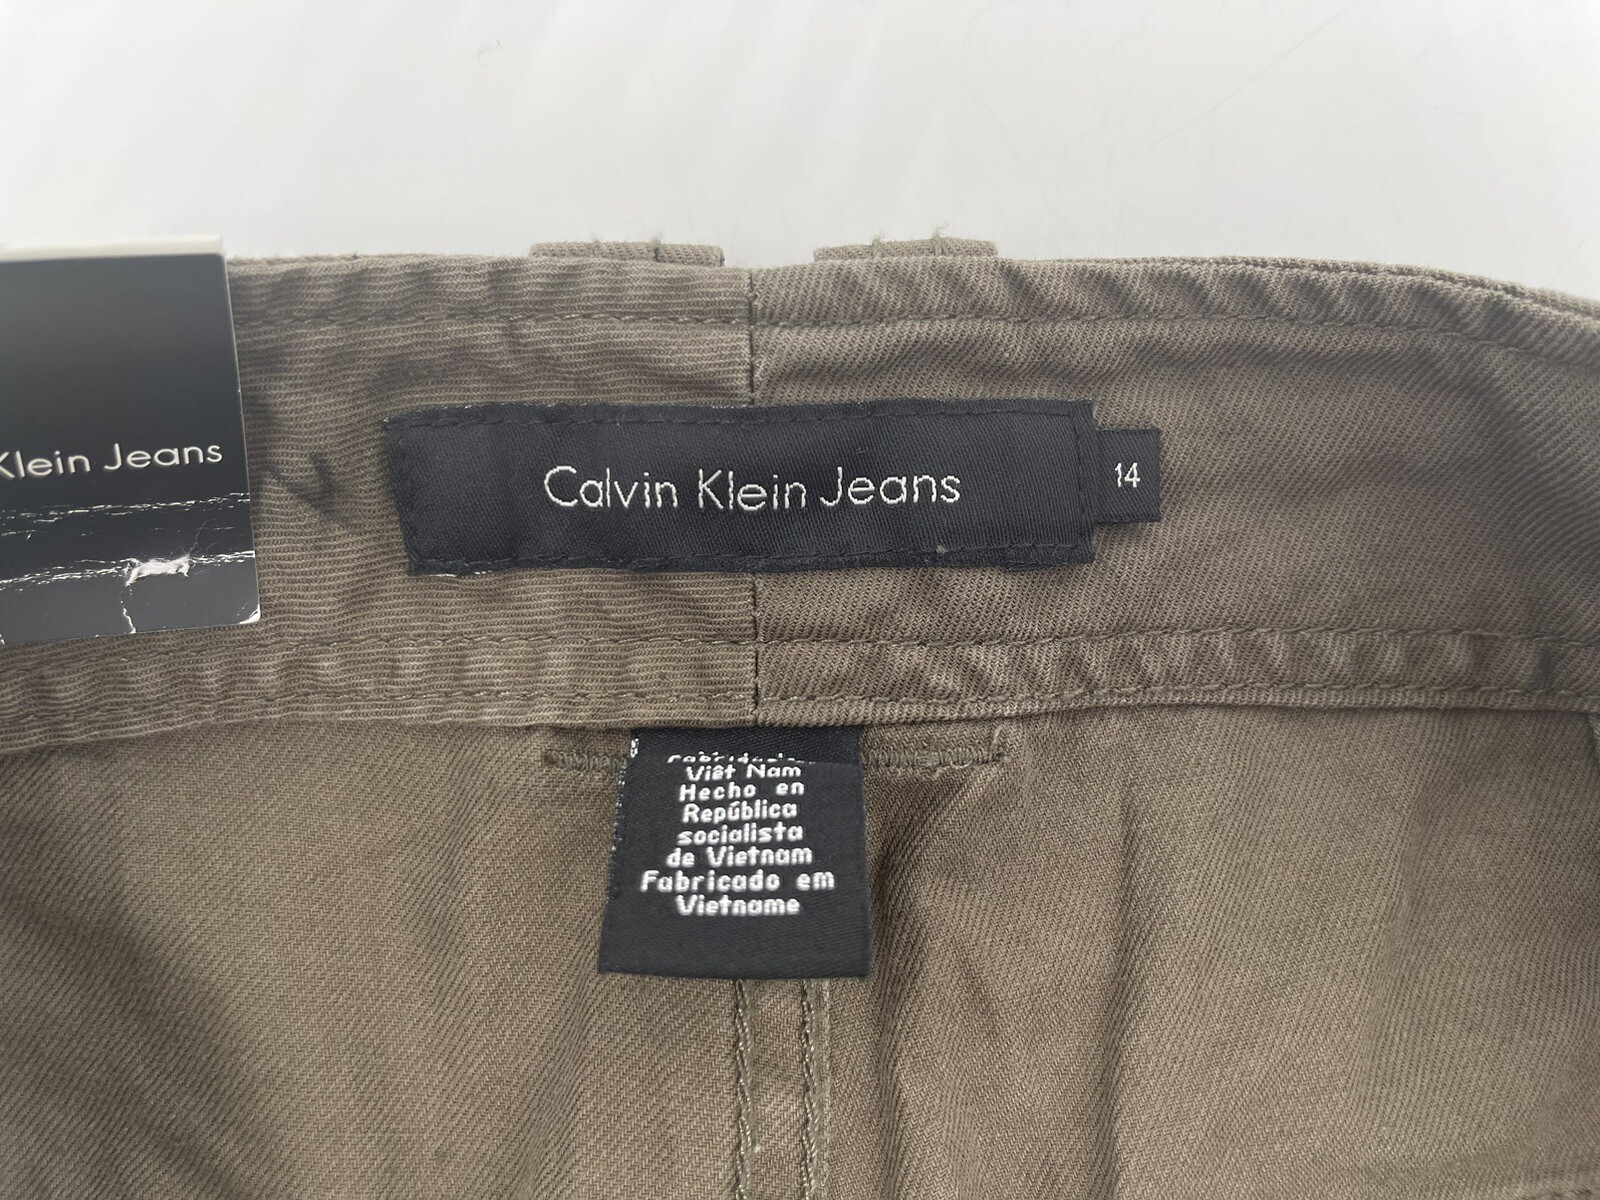 Klein Jeans
Calvin Klein Jeans
14
Việt Nam
Hecho en
República
socialista
de Vietnam
Fabricado em
Vietname